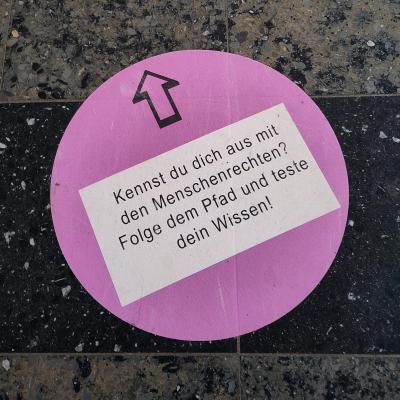 Kennst du dich aus mit
den Menschenrechten?
Folge dem Pfad und teste
dein Wissen!